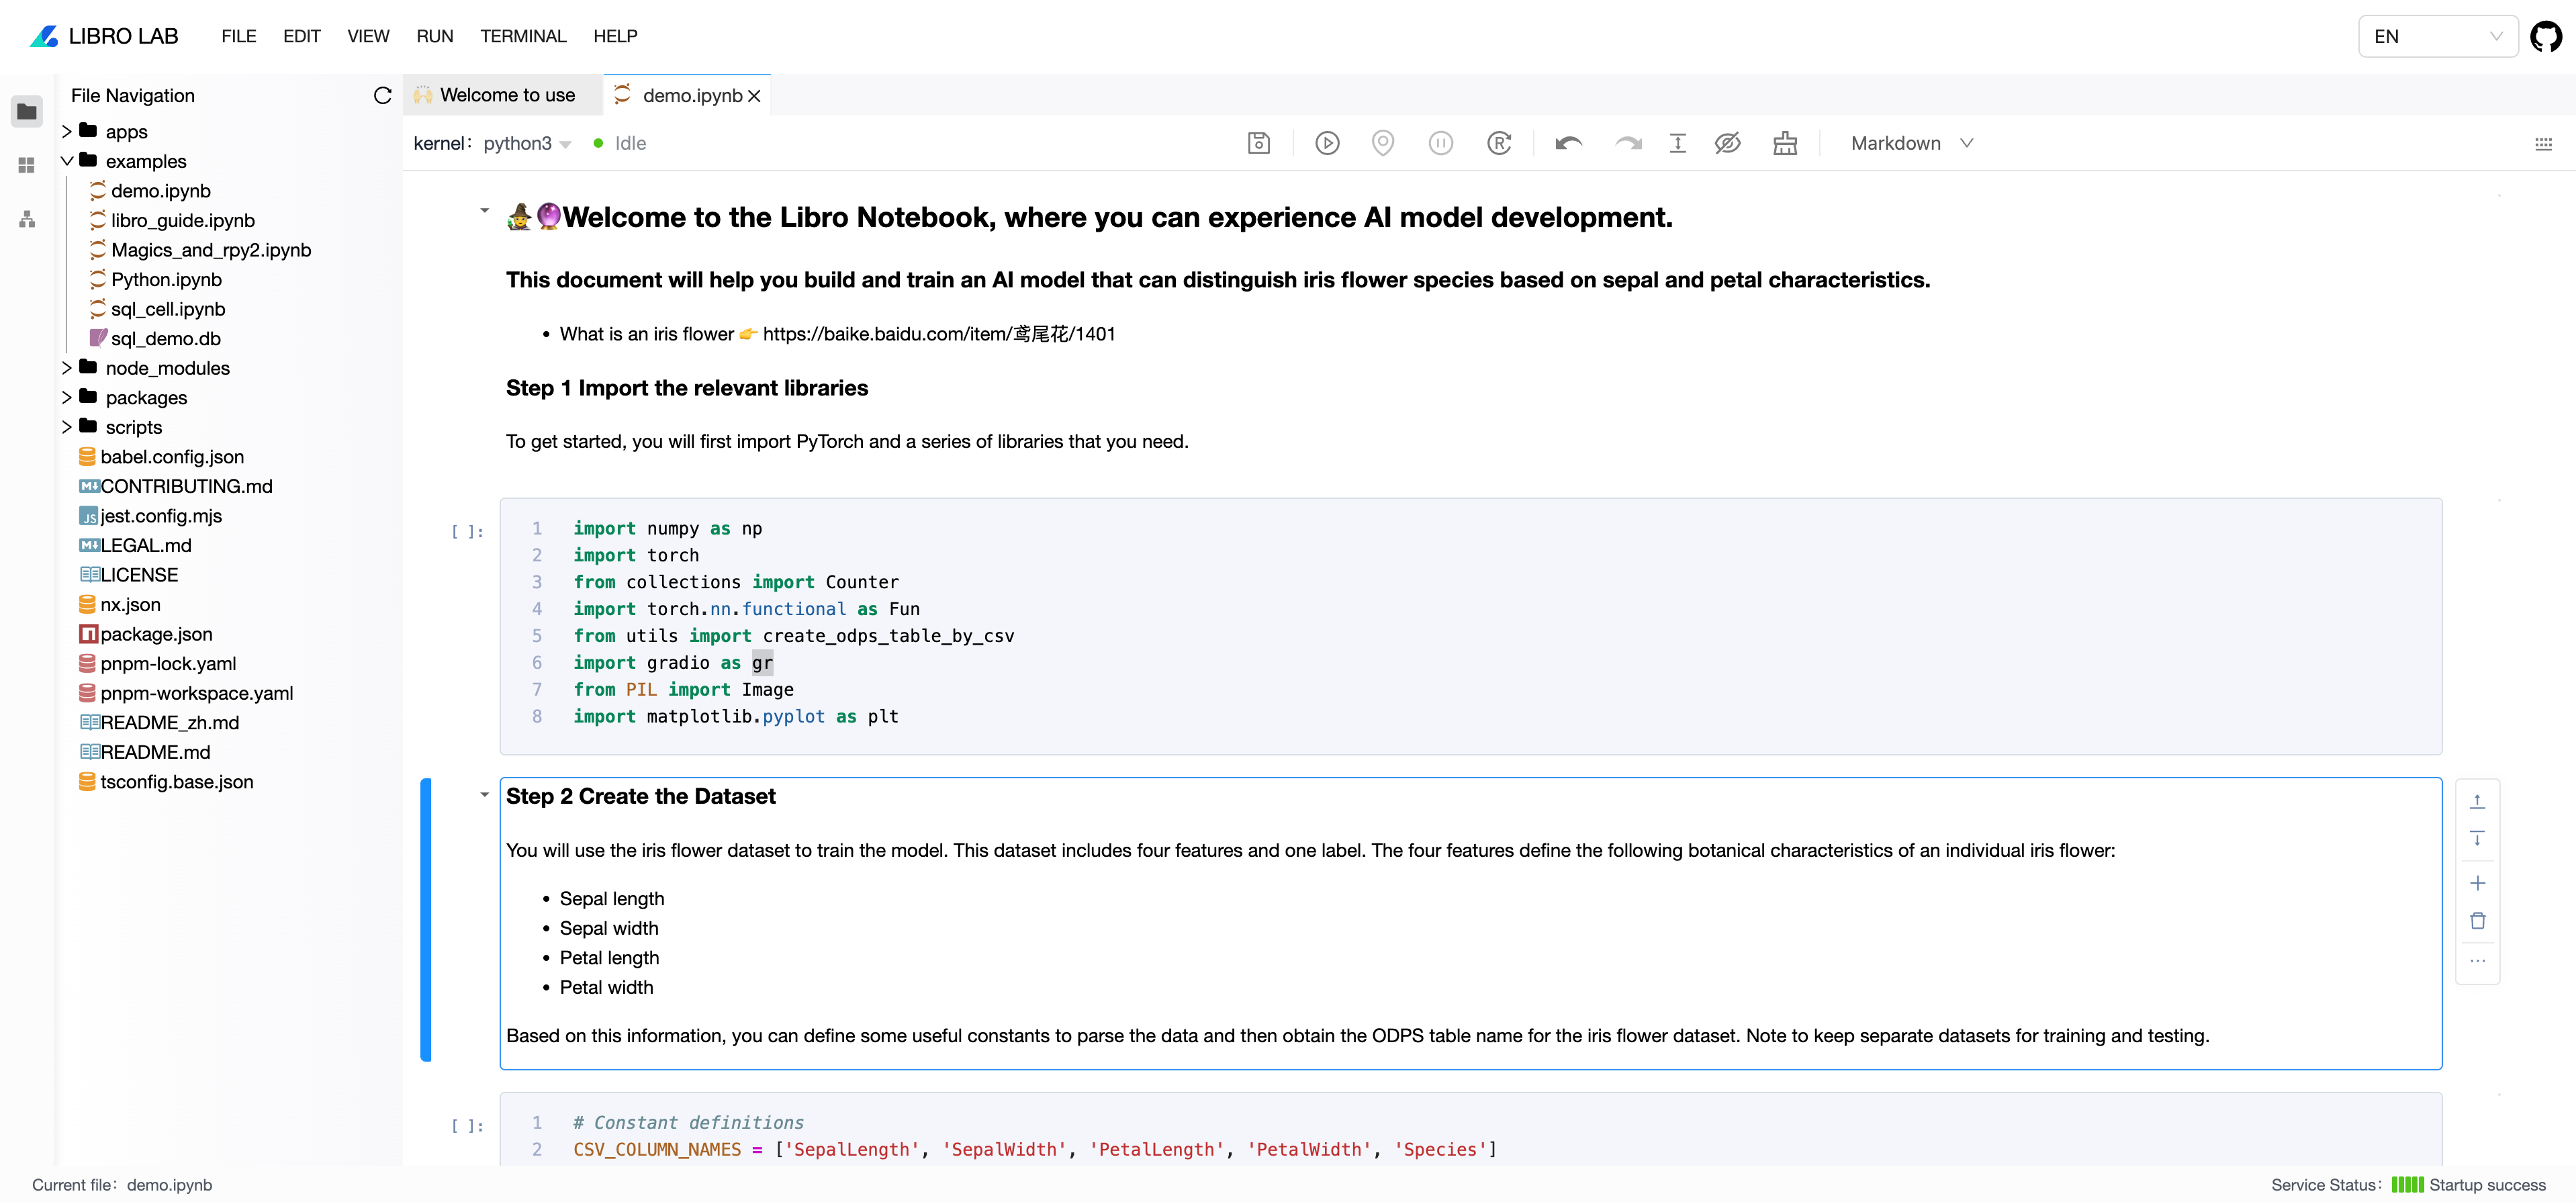 LIBRO LAB FILE EDIT VIEW RUN TERMINAL HELP EN
File Navigation
apps
examples
demo.ipynb
libro_guide.ipynb
Magics_and_rpy2.ipynb
Python.ipynb
sql_cell.ipynb
sql_demo.db
node_modules
packages
scripts
babel.config.json
CONTRIBUTING.md
jest.config.mjs
LEGAL.md
LICENSE
nx.json
package.json
pnpm-lock.yaml
pnpm-workspace.yaml
README_zh.md
README.md
tsconfig.base.json
🙌 Welcome to use demo.ipynb
kernel: python3 Idle Markdown
🧙🔮Welcome to the Libro Notebook, where you can experience AI model development.
This document will help you build and train an AI model that can distinguish iris flower species based on sepal and petal characteristics.
• What is an iris flower 👉 https://baike.baidu.com/item/鸢尾花/1401
Step 1 Import the relevant libraries
To get started, you will first import PyTorch and a series of libraries that you need.
[ ]:
1 import numpy as np
2 import torch
3 from collections import Counter
4 import torch.nn.functional as Fun
5 from utils import create_odps_table_by_csv
6 import gradio as gr
7 from PIL import Image
8 import matplotlib.pyplot as plt
Step 2 Create the Dataset
You will use the iris flower dataset to train the model. This dataset includes four features and one label. The four features define the following botanical characteristics of an individual iris flower:
• Sepal length
• Sepal width
• Petal length
• Petal width
Based on this information, you can define some useful constants to parse the data and then obtain the ODPS table name for the iris flower dataset. Note to keep separate datasets for training and testing.
[ ]:
1 # Constant definitions
2 CSV_COLUMN_NAMES = ['SepalLength', 'SepalWidth', 'PetalLength', 'PetalWidth', 'Species']
Current file: demo.ipynb
Service Status: Startup success